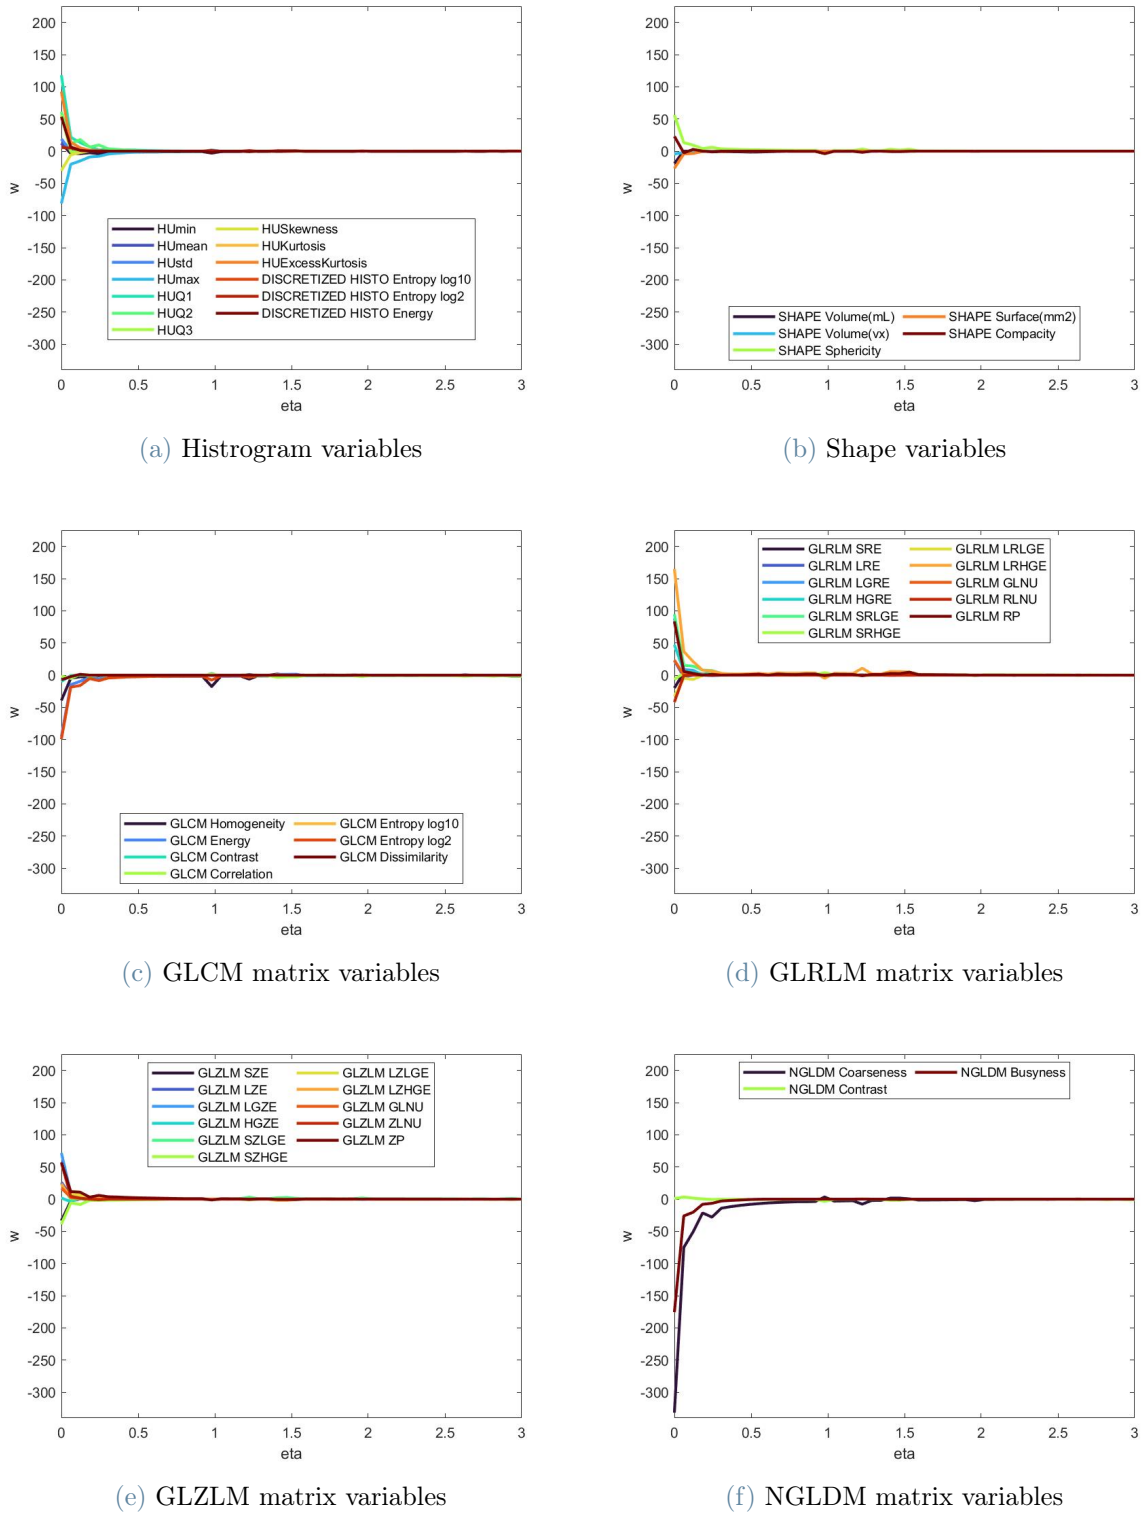 200
150
100
50
0
-50
-100
-150
-200
-250
-300
w
HUmin
HUmean
HUstd
HUmax
HUQ1
HUQ2
HUQ3
HUSkewness
HUKurtosis
HUExcessKurtosis
DISCRETIZED HISTO Entropy log10
DISCRETIZED HISTO Entropy log2
DISCRETIZED HISTO Energy
0 0.5 1 1.5 2 2.5 3
eta
(a) Histrogram variables
200
150
100
50
0
-50
-100
-150
-200
-250
-300
w
SHAPE Volume(mL)
SHAPE Volume(vx)
SHAPE Sphericity
SHAPE Surface(mm2)
SHAPE Compacity
0 0.5 1 1.5 2 2.5 3
eta
(b) Shape variables
200
150
100
50
0
-50
-100
-150
-200
-250
-300
w
GLCM Homogeneity
GLCM Energy
GLCM Contrast
GLCM Correlation
GLCM Entropy log10
GLCM Entropy log2
GLCM Dissimilarity
0 0.5 1 1.5 2 2.5 3
eta
(c) GLCM matrix variables
200
150
100
50
0
-50
-100
-150
-200
-250
-300
w
GLRLM SRE
GLRLM LRE
GLRLM LGRE
GLRLM HGRE
GLRLM SRLGE
GLRLM SRHGE
GLRLM LRLGE
GLRLM LRHGE
GLRLM GLNU
GLRLM RLNU
GLRLM RP
0 0.5 1 1.5 2 2.5 3
eta
(d) GLRLM matrix variables
200
150
100
50
0
-50
-100
-150
-200
-250
-300
w
GLZLM SZE
GLZLM LZE
GLZLM LGZE
GLZLM HGZE
GLZLM SZLGE
GLZLM SZHGE
GLZLM LZLGE
GLZLM LZHGE
GLZLM GLNU
GLZLM ZLNU
GLZLM ZP
0 0.5 1 1.5 2 2.5 3
eta
(e) GLZLM matrix variables
200
150
100
50
0
-50
-100
-150
-200
-250
-300
w
NGLDM Coarseness
NGLDM Contrast
NGLDM Busyness
0 0.5 1 1.5 2 2.5 3
eta
(f) NGLDM matrix variables